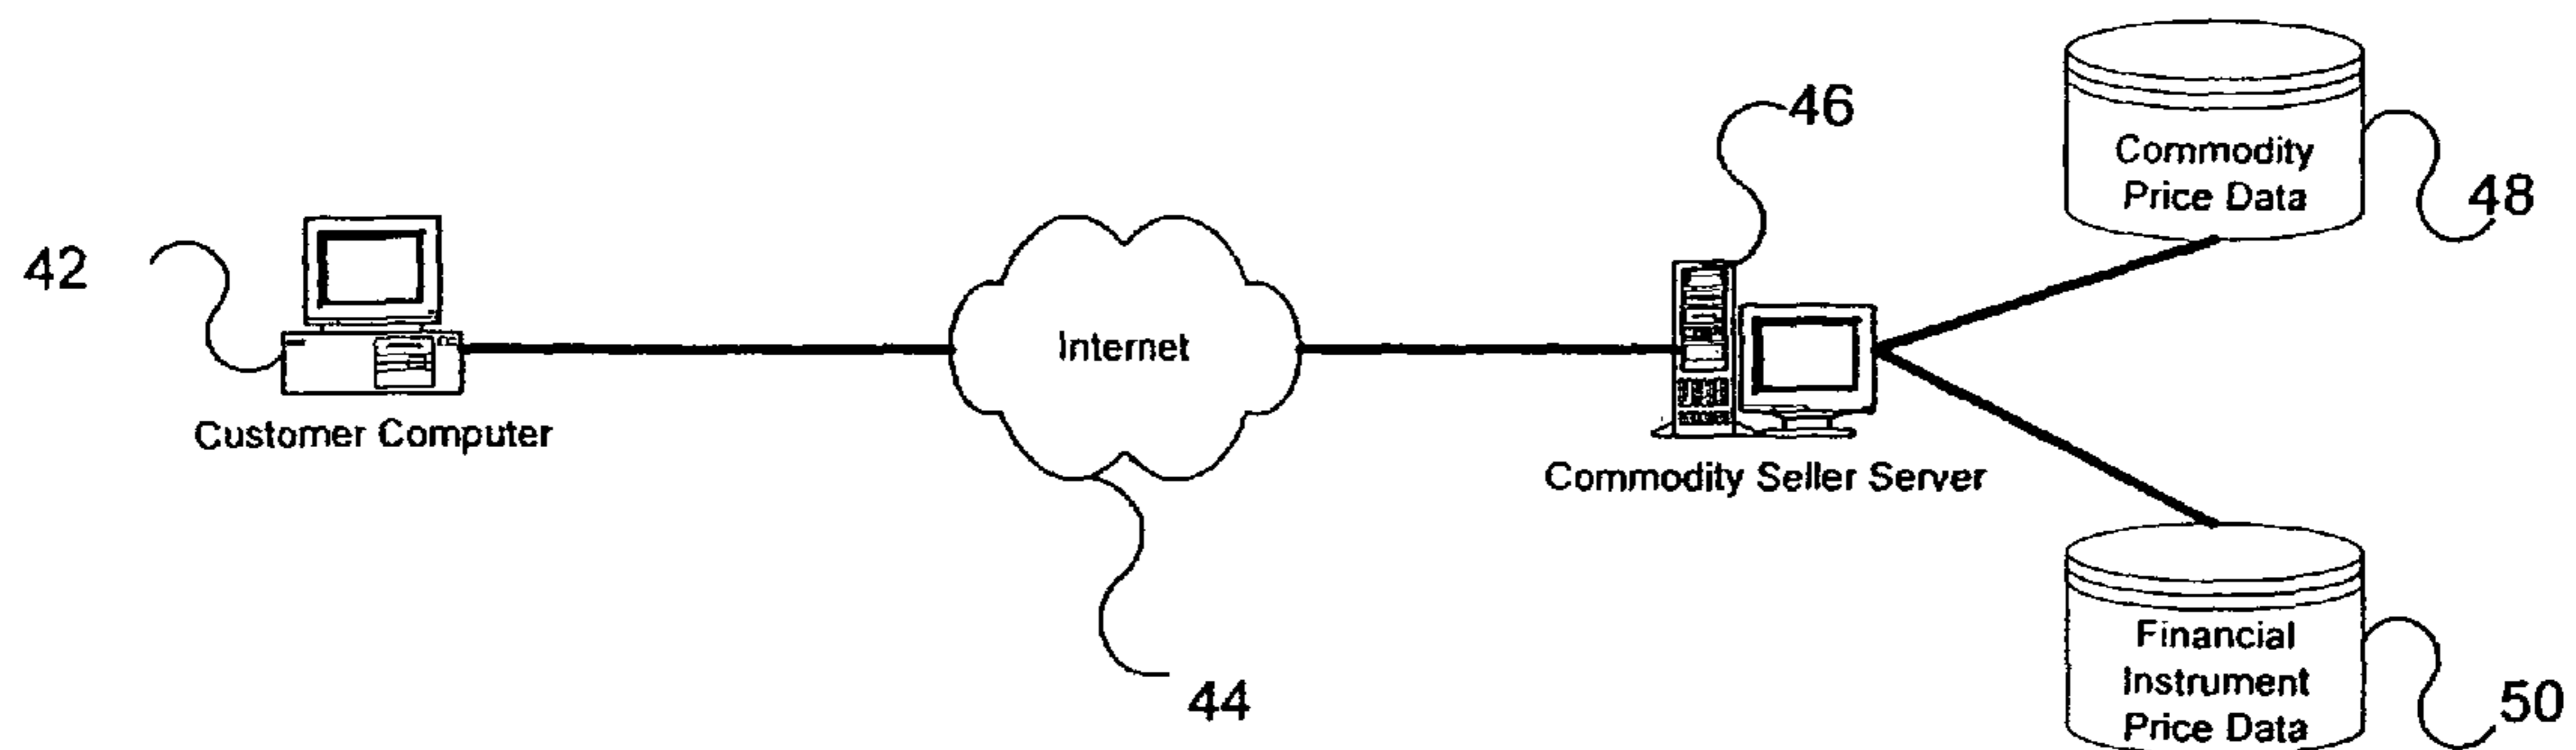 42
Customer Computer
Internet
44
46
Commodity Seller Server
Commodity
Price Data
48
Financial
Instrument
Price Data
50